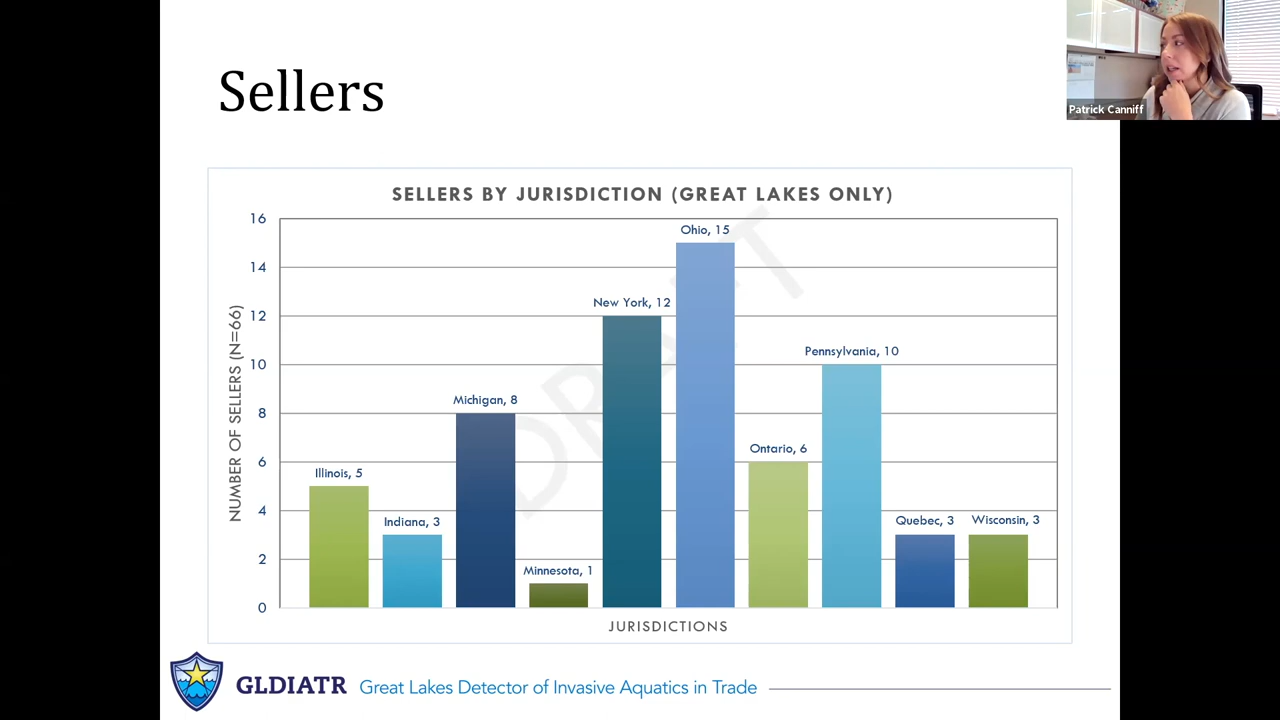 Sellers
Patrick Canniff
SELLERS BY JURISDICTION (GREAT LAKES ONLY)
NUMBER OF SELLERS (N=66)
16
14
12
10
8
6
4
2
0
Illinois, 5
Indiana, 3
Michigan, 8
Minnesota, 1
New York, 12
Ohio, 15
Ontario, 6
Pennsylvania, 10
Quebec, 3
Wisconsin, 3
DRAFT
JURISDICTIONS
GLDIATR Great Lakes Detector of Invasive Aquatics in Trade